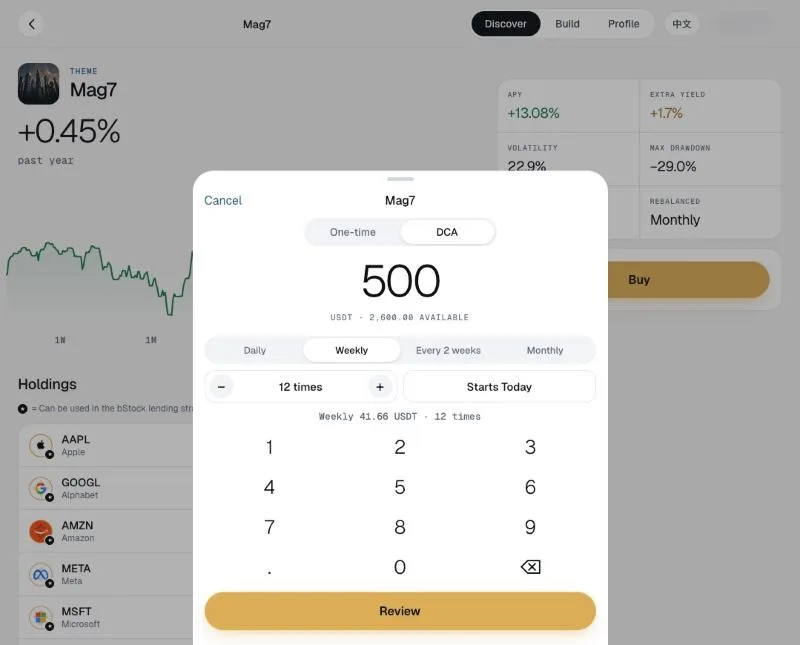 Mag7
Discover
Build
Profile
中文
THEME
Mag7
+0.45%
past year
APY
+13.08%
EXTRA YIELD
+1.7%
VOLATILITY
22.9%
MAX DRAWDOWN
−29.0%
REBALANCED
Monthly
Buy
1W
1M
Holdings
= Can be used in the bStock lending
AAPL
Apple
GOOGL
Alphabet
AMZN
Amazon
META
Meta
MSFT
Microsoft
Cancel
Mag7
One-time
DCA
500
USDT · 2,600.00 AVAILABLE
Daily
Weekly
Every 2 weeks
Monthly
− 12 times +
Starts Today
Weekly 41.66 USDT · 12 times
1 2 3
4 5 6
7 8 9
. 0
Review